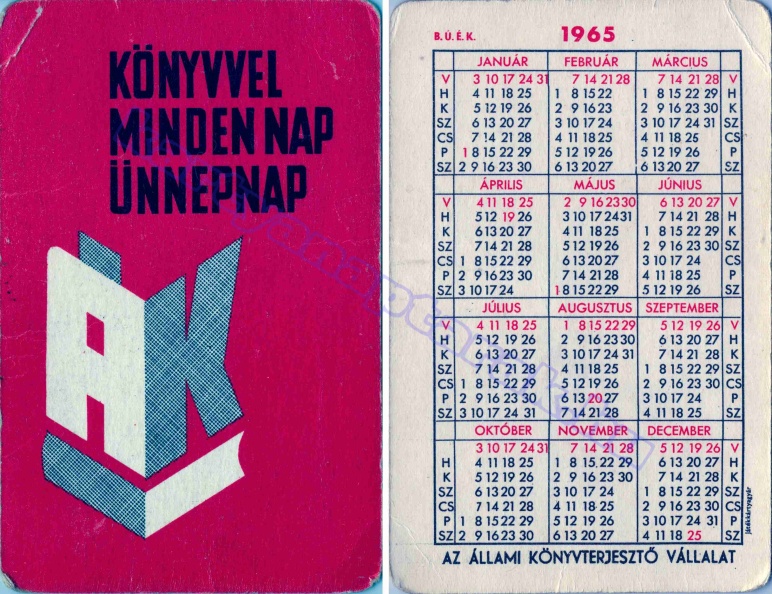 KÖNYVVEL
MINDEN NAP
ÜNNEPNAP
AK
B. Ú. É. K. 1965
JANUÁR FEBRUÁR MÁRCIUS
V 3 10 17 24 31 7 14 21 28 7 14 21 28 V
H 4 11 18 25 1 8 15 22 1 8 15 22 29 H
K 5 12 19 26 2 9 16 23 2 9 16 23 30 K
SZ 6 13 20 27 3 10 17 24 3 10 17 24 31 SZ
CS 7 14 21 28 4 11 18 25 4 11 18 25 CS
P 1 8 15 22 29 5 12 19 26 5 12 19 26 P
SZ 2 9 16 23 30 6 13 20 27 6 13 20 27 SZ
ÁPRILIS MÁJUS JÚNIUS
V 4 11 18 25 2 9 16 23 30 6 13 20 27 V
H 5 12 19 26 3 10 17 24 31 7 14 21 28 H
K 6 13 20 27 4 11 18 25 1 8 15 22 29 K
SZ 7 14 21 28 5 12 19 26 2 9 16 23 30 SZ
CS 1 8 15 22 29 6 13 20 27 3 10 17 24 CS
P 2 9 16 23 30 7 14 21 28 4 11 18 25 P
SZ 3 10 17 24 1 8 15 22 29 5 12 19 26 SZ
JÚLIUS AUGUSZTUS SZEPTEMBER
V 4 11 18 25 1 8 15 22 29 5 12 19 26 V
H 5 12 19 26 2 9 16 23 30 6 13 20 27 H
K 6 13 20 27 3 10 17 24 31 7 14 21 28 K
SZ 7 14 21 28 4 11 18 25 1 8 15 22 29 SZ
CS 1 8 15 22 29 5 12 19 26 2 9 16 23 30 CS
P 2 9 16 23 30 6 13 20 27 3 10 17 24 P
SZ 3 10 17 24 31 7 14 21 28 4 11 18 25 SZ
OKTÓBER NOVEMBER DECEMBER
3 10 17 24 31 7 14 21 28 5 12 19 26 V
H 4 11 18 25 1 8 15 22 29 6 13 20 27 H
K 5 12 19 26 2 9 16 23 30 7 14 21 28 K
SZ 6 13 20 27 3 10 17 24 1 8 15 22 29 SZ
CS 7 14 21 28 4 11 18 25 2 9 16 23 30 CS
P 1 8 15 22 29 5 12 19 26 3 10 17 24 31 P
SZ 2 9 16 23 30 6 13 20 27 4 11 18 25 SZ
játékkártyagyár
AZ ÁLLAMI KÖNYVTERJESZTŐ VÁLLALAT